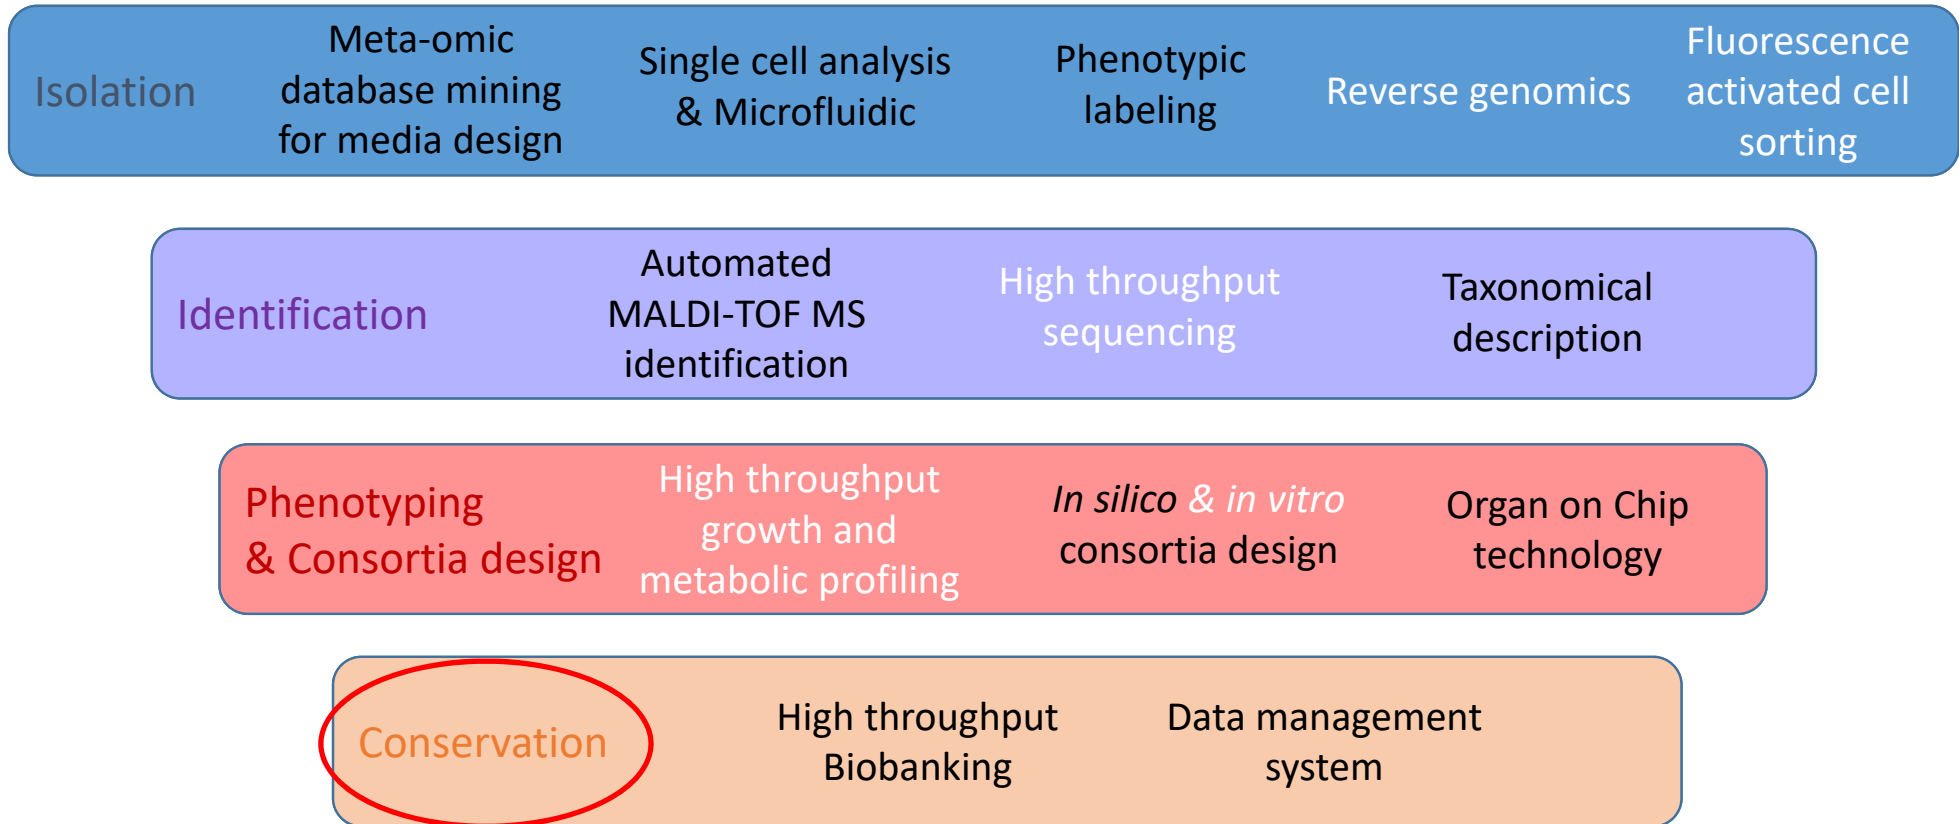 Isolation
Meta-omic
database mining
for media design
Single cell analysis
& Microfluidic
Phenotypic
labeling
Reverse genomics
Fluorescence
activated cell
sorting
Identification
Automated
MALDI-TOF MS
identification
High throughput
sequencing
Taxonomical
description
Phenotyping
& Consortia design
High throughput
growth and
metabolic profiling
In silico & in vitro
consortia design
Organ on Chip
technology
Conservation
High throughput
Biobanking
Data management
system